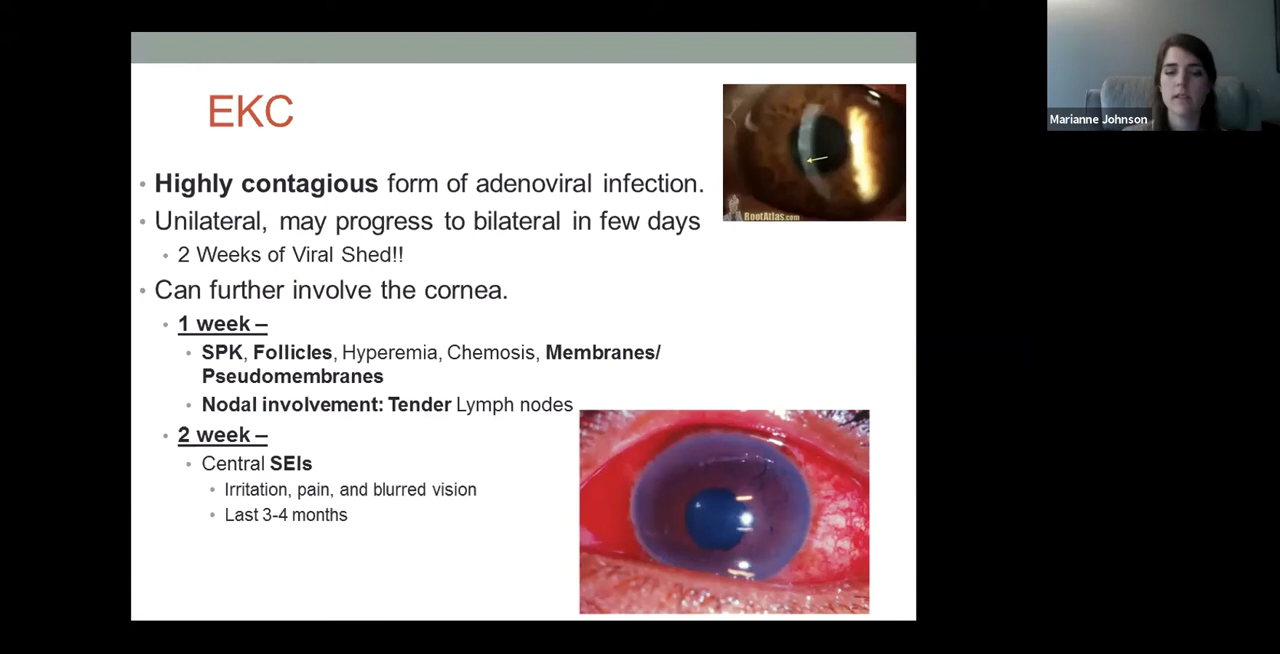 EKC
• Highly contagious form of adenoviral infection.
• Unilateral, may progress to bilateral in few days
• 2 Weeks of Viral Shed!!
• Can further involve the cornea.
• 1 week –
• SPK, Follicles, Hyperemia, Chemosis, Membranes/
Pseudomembranes
• Nodal involvement: Tender Lymph nodes
• 2 week –
• Central SEIs
• Irritation, pain, and blurred vision
• Last 3-4 months
RootAtlas.com
Marianne Johnson